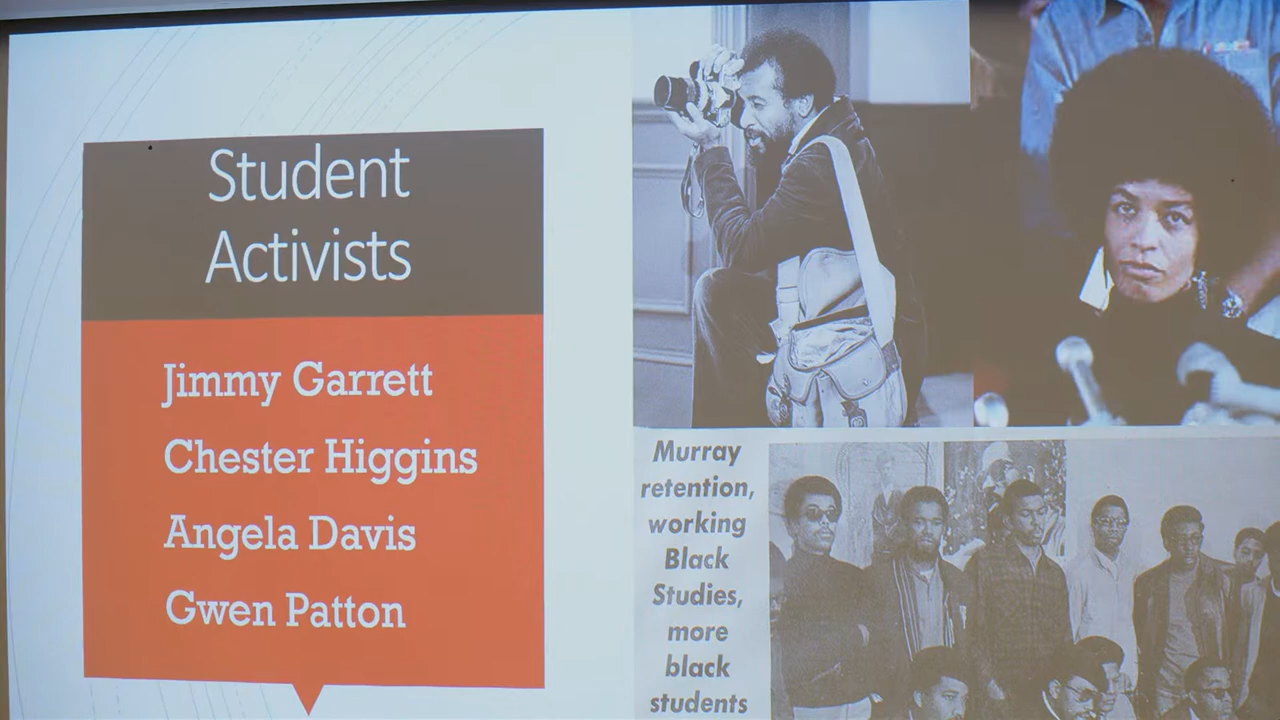 Student
Activists
Jimmy Garrett
Chester Higgins
Angela Davis
Gwen Patton
Murray
retention,
working
Black
Studies,
more
black
students